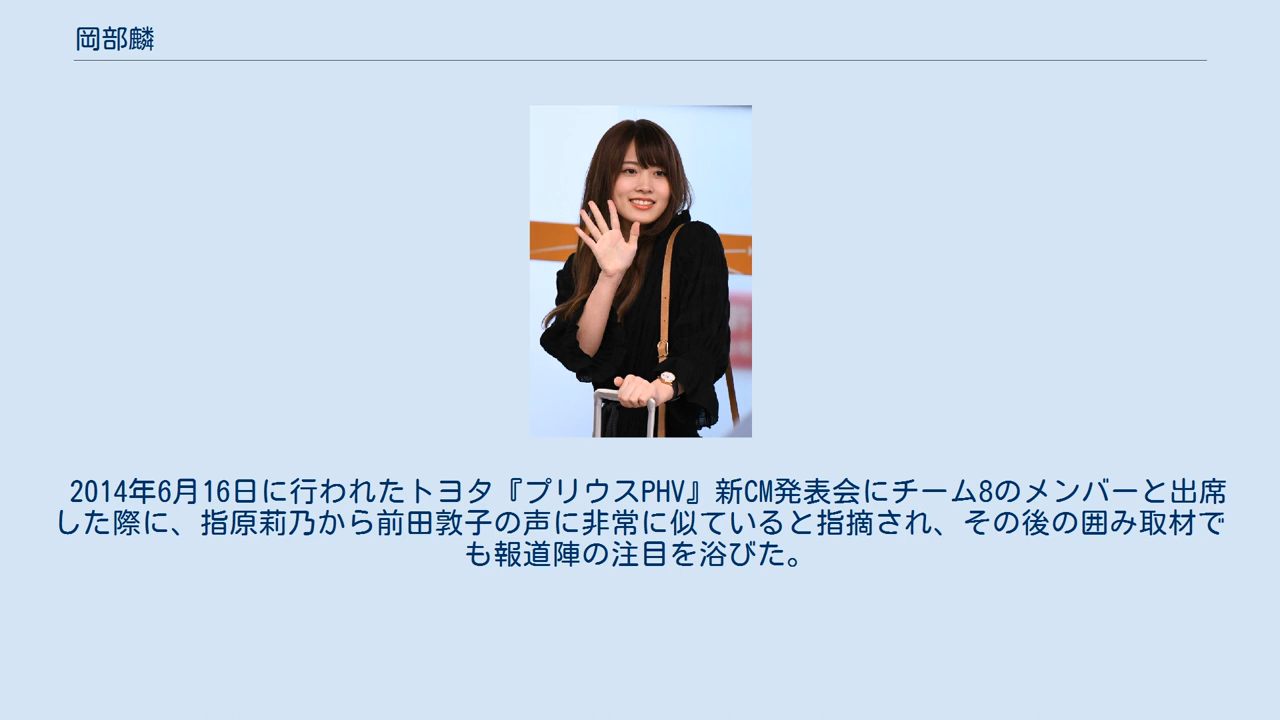 岡部麟
2014年6月16日に行われたトヨタ『プリウスPHV』新CM発表会にチーム8のメンバーと出席
した際に、指原莉乃から前田敦子の声に非常に似ていると指摘され、その後の囲み取材で
も報道陣の注目を浴びた。